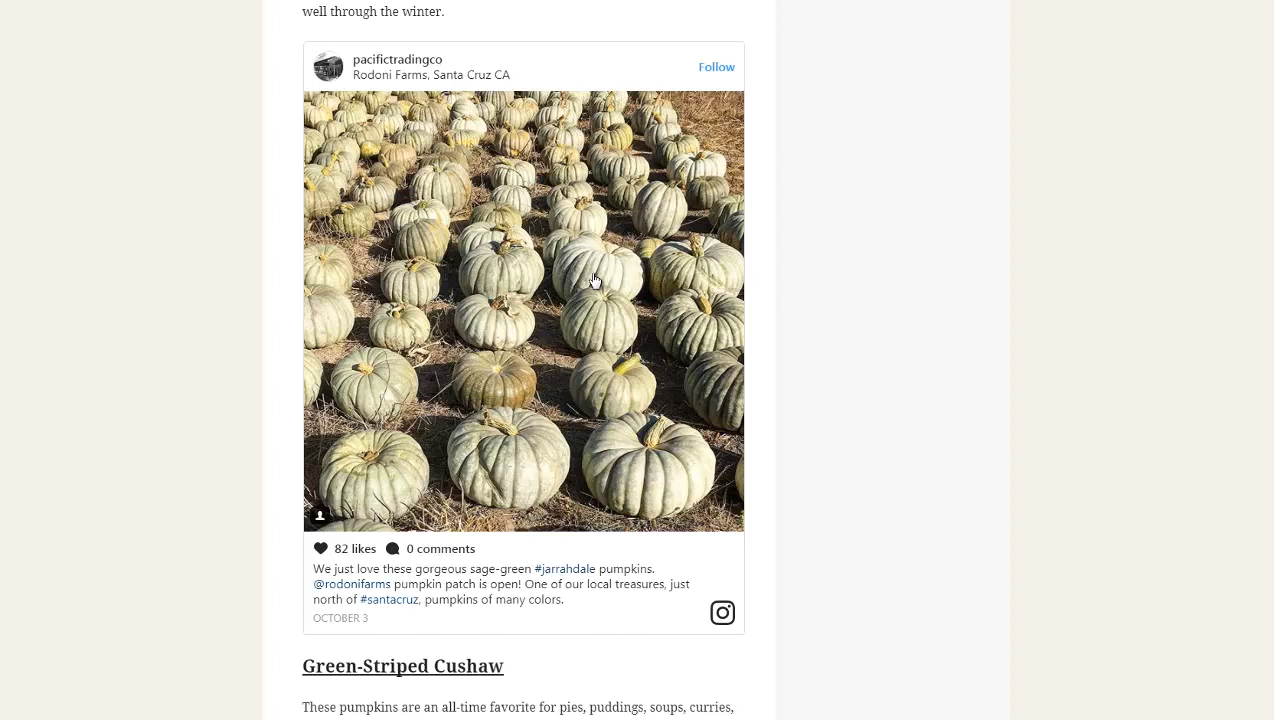 well through the winter.
pacifictradingco
Rodoni Farms, Santa Cruz CA
Follow
82 likes 0 comments
We just love these gorgeous sage-green #jarrahdale pumpkins.
@rodonifarms pumpkin patch is open! One of our local treasures, just
north of #santacruz, pumpkins of many colors.
OCTOBER 3
Green-Striped Cushaw
These pumpkins are an all-time favorite for pies, puddings, soups, curries,